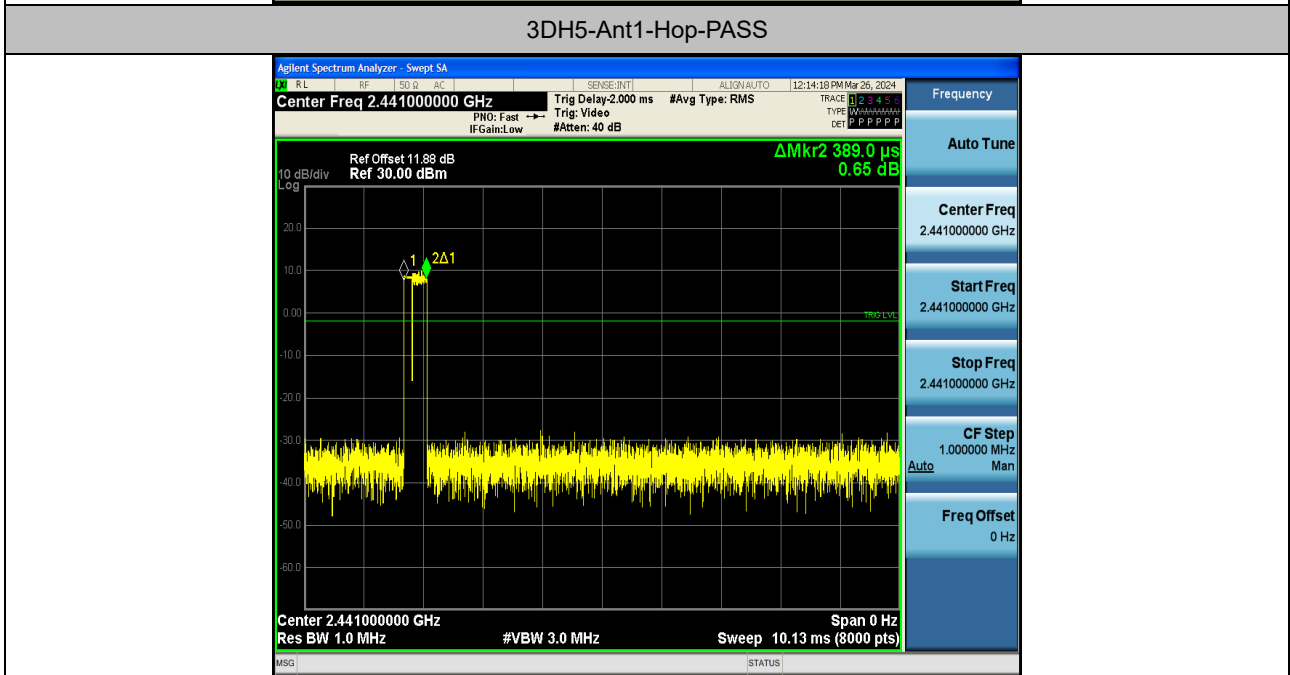 3DH5-Ant1-Hop-PASS
Agilent Spectrum Analyzer - Swept SA
LXI RL RF 50 Ω AC SENSE:INT ALIGN AUTO 12:14:18 PM Mar 26, 2024
Center Freq 2.441000000 GHz Trig Delay-2.000 ms #Avg Type: RMS TRACE 1 2 3 4 5 6
PNO: Fast Trig: Video TYPE
IFGain:Low #Atten: 40 dB DET P P P P P P
Frequency
ΔMkr2 389.0 µs
0.65 dB
Ref Offset 11.88 dB
10 dB/div Ref 30.00 dBm
Log
20.0
1 2Δ1
10.0
0.00
TRIG LVL
-10.0
-20.0
-30.0
-40.0
-50.0
-60.0
Center 2.441000000 GHz Span 0 Hz
Res BW 1.0 MHz #VBW 3.0 MHz Sweep 10.13 ms (8000 pts)
Auto Tune
Center Freq
2.441000000 GHz
Start Freq
2.441000000 GHz
Stop Freq
2.441000000 GHz
CF Step
1.000000 MHz
Auto Man
Freq Offset
0 Hz
MSG STATUS